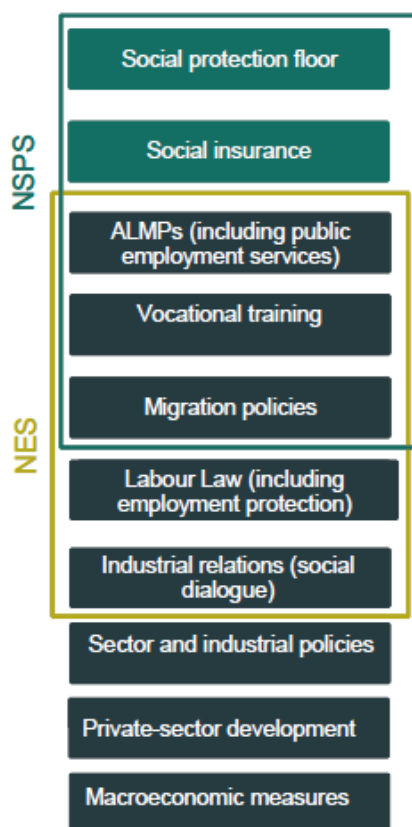 NSPS
Social protection floor
Social insurance
NES
ALMPs (including public
employment services)
Vocational training
Migration policies
Labour Law (including
employment protection)
Industrial relations (social
dialogue)
Sector and industrial policies
Private-sector development
Macroeconomic measures